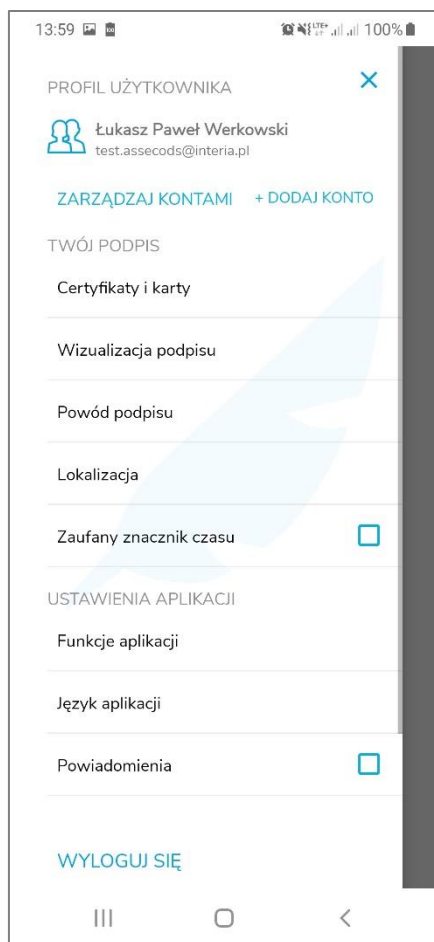 13:59 LTE+ 100%
PROFIL UŻYTKOWNIKA
Łukasz Paweł Werkowski
test.assecods@interia.pl
ZARZĄDZAJ KONTAMI + DODAJ KONTO
TWÓJ PODPIS
Certyfikaty i karty
Wizualizacja podpisu
Powód podpisu
Lokalizacja
Zaufany znacznik czasu
USTAWIENIA APLIKACJI
Funkcje aplikacji
Język aplikacji
Powiadomienia
WYLOGUJ SIĘ